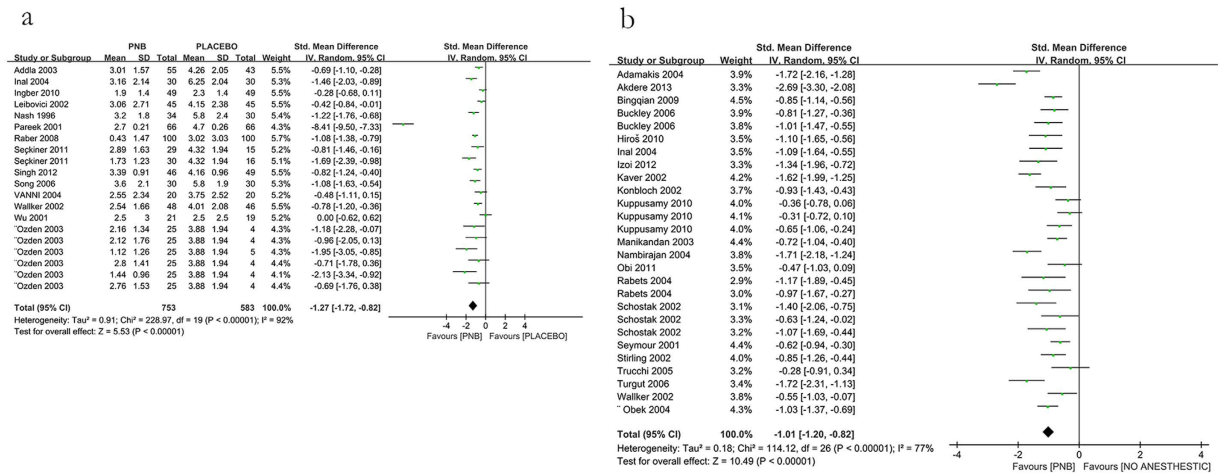 a
PNB PLACEBO Std. Mean Difference Std. Mean Difference
Study or Subgroup Mean SD Total Mean SD Total Weight IV. Random. 95% CI IV. Random. 95% CI
Addla 2003 3.01 1.57 55 4.26 2.05 43 5.5% -0.69 [-1.10, -0.28]
Inal 2004 3.16 2.14 30 6.25 2.04 30 5.3% -1.46 [-2.03, -0.89]
Ingber 2010 1.9 1.4 49 2.3 1.4 49 5.6% -0.28 [-0.68, 0.11]
Leibovici 2002 3.06 2.71 45 4.15 2.38 45 5.5% -0.42 [-0.84, -0.01]
Nash 1996 3.2 1.8 34 5.8 2.4 30 5.3% -1.22 [-1.76, -0.68]
Pareek 2001 2.7 0.21 66 4.7 0.26 66 4.4% -8.41 [-9.50, -7.33]
Raber 2008 0.43 1.47 100 3.02 3.03 100 5.7% -1.08 [-1.38, -0.79]
Seçkiner 2011 2.89 1.63 29 4.32 1.94 15 5.2% -0.81 [-1.46, -0.16]
Seçkiner 2011 1.73 1.23 30 4.32 1.94 16 5.1% -1.69 [-2.39, -0.98]
Singh 2012 3.39 0.91 46 4.16 0.96 49 5.5% -0.82 [-1.24, -0.40]
Song 2006 3.6 2.1 30 5.8 1.9 30 5.3% -1.08 [-1.63, -0.54]
VANNI 2004 2.55 2.34 20 3.75 2.52 20 5.2% -0.48 [-1.11, 0.15]
Wallker 2002 2.54 1.66 48 4.01 2.08 46 5.5% -0.78 [-1.20, -0.36]
Wu 2001 2.5 3 21 2.5 2.5 19 5.2% 0.00 [-0.62, 0.62]
¨Ozden 2003 2.16 1.34 25 3.88 1.94 4 4.4% -1.18 [-2.28, -0.07]
¨Ozden 2003 2.12 1.76 25 3.88 1.94 4 4.4% -0.96 [-2.05, 0.13]
¨Ozden 2003 1.12 1.26 25 3.88 1.94 5 4.4% -1.95 [-3.05, -0.85]
¨Ozden 2003 2.8 1.41 25 3.88 1.94 4 4.4% -0.71 [-1.78, 0.36]
¨Ozden 2003 1.44 0.96 25 3.88 1.94 4 4.2% -2.13 [-3.34, -0.92]
¨Ozden 2003 2.76 1.53 25 3.88 1.94 4 4.4% -0.69 [-1.76, 0.38]
Total (95% CI) 753 583 100.0% -1.27 [-1.72, -0.82]
Heterogeneity: Tau² = 0.91; Chi² = 228.97, df = 19 (P < 0.00001); I² = 92%
Test for overall effect: Z = 5.53 (P < 0.00001)
-4 -2 0 2 4
Favours [PNB] Favours [PLACEBO]
b
Std. Mean Difference Std. Mean Difference
Study or Subgroup Weight IV. Random. 95% CI IV. Random. 95% CI
Adamakis 2004 3.9% -1.72 [-2.16, -1.28]
Akdere 2013 3.3% -2.69 [-3.30, -2.08]
Bingqian 2009 4.5% -0.85 [-1.14, -0.56]
Buckley 2006 3.8% -0.81 [-1.27, -0.36]
Buckley 2006 3.8% -1.01 [-1.47, -0.55]
Hiroš 2010 3.4% -1.10 [-1.65, -0.56]
Inal 2004 3.4% -1.09 [-1.64, -0.55]
Izoi 2012 3.2% -1.34 [-1.96, -0.72]
Kaver 2002 4.2% -1.62 [-1.99, -1.25]
Konbloch 2002 3.7% -0.93 [-1.43, -0.43]
Kuppusamy 2010 4.0% -0.36 [-0.78, 0.06]
Kuppusamy 2010 4.0% -0.31 [-0.72, 0.10]
Kuppusamy 2010 4.0% -0.65 [-1.06, -0.24]
Manikandan 2003 4.4% -0.72 [-1.04, -0.40]
Nambirajan 2004 3.8% -1.71 [-2.18, -1.24]
Obi 2011 3.5% -0.47 [-1.03, 0.09]
Rabets 2004 2.9% -1.17 [-1.89, -0.45]
Rabets 2004 3.0% -0.97 [-1.67, -0.27]
Schostak 2002 3.1% -1.40 [-2.06, -0.75]
Schostak 2002 3.3% -0.63 [-1.24, -0.02]
Schostak 2002 3.2% -1.07 [-1.69, -0.44]
Seymour 2001 4.4% -0.62 [-0.94, -0.30]
Stirling 2002 4.0% -0.85 [-1.26, -0.44]
Trucchi 2005 3.2% -0.28 [-0.91, 0.34]
Turgut 2006 3.4% -1.72 [-2.31, -1.13]
Wallker 2002 3.8% -0.55 [-1.03, -0.07]
¨ Obek 2004 4.3% -1.03 [-1.37, -0.69]
Total (95% CI) 100.0% -1.01 [-1.20, -0.82]
Heterogeneity: Tau² = 0.18; Chi² = 114.12, df = 26 (P < 0.00001); I² = 77%
Test for overall effect: Z = 10.49 (P < 0.00001)
-4 -2 0 2 4
Favours [PNB] Favours [NO ANESTHESTIC]